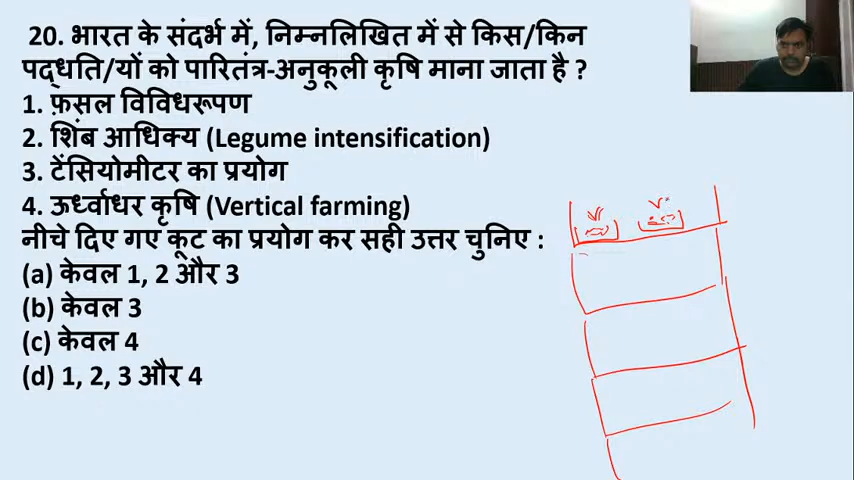 20. भारत के संदर्भ में, निम्नलिखित में से किस/किन
पद्धति/यों को पारितंत्र-अनुकूली कृषि माना जाता है ?
1. फ़सल विविधरूपण
2. शिंब आधिक्य (Legume intensification)
3. टेंसियोमीटर का प्रयोग
4. ऊर्ध्वाधर कृषि (Vertical farming)
नीचे दिए गए कूट का प्रयोग कर सही उत्तर चुनिए :
(a) केवल 1, 2 और 3
(b) केवल 3
(c) केवल 4
(d) 1, 2, 3 और 4